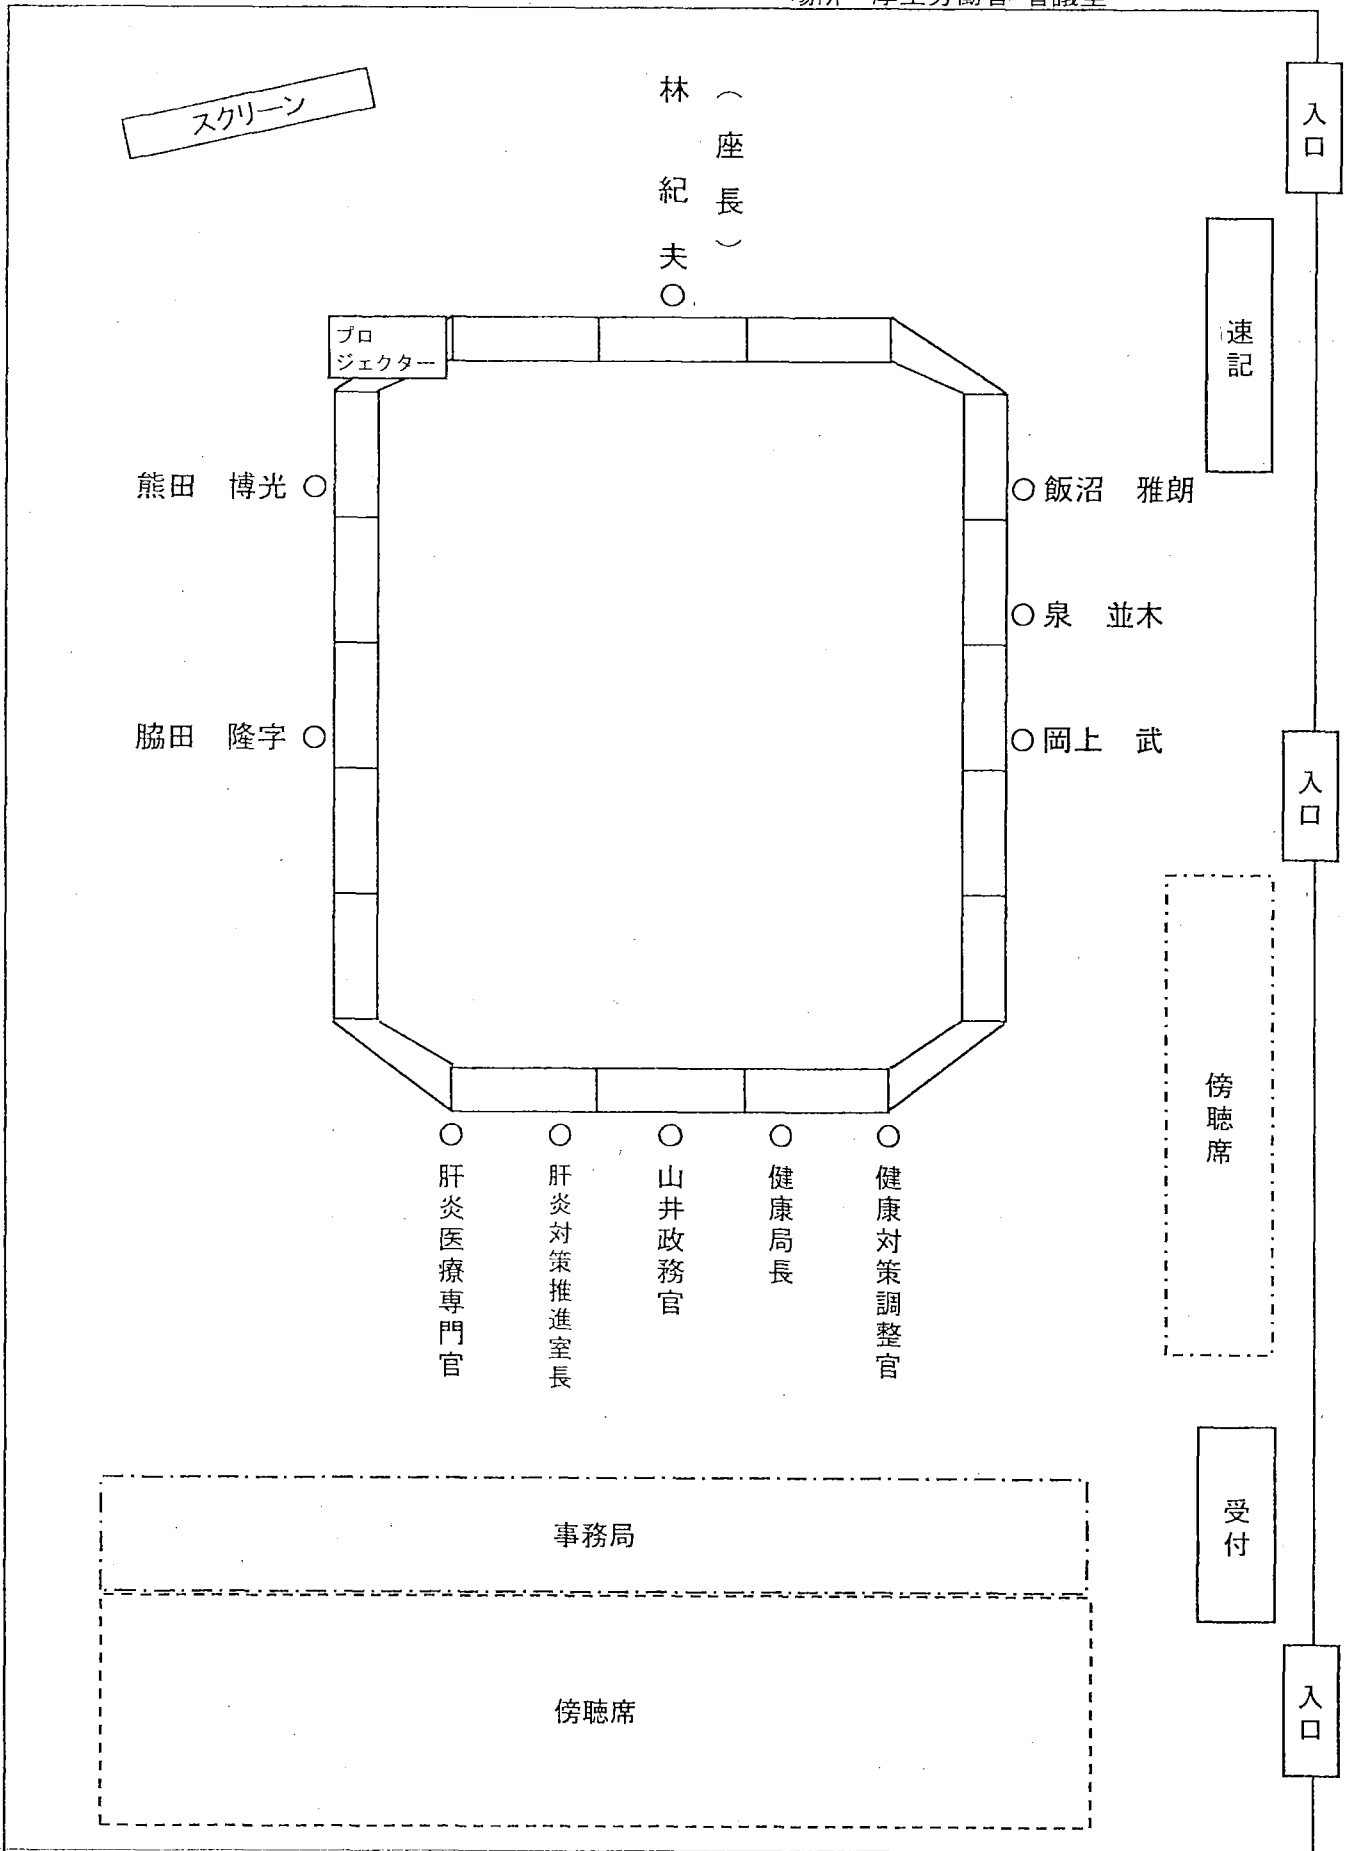 場所 厚生労働省 会議室
スクリーン
林 紀夫
（座長）
入口
速記
プロ
ジェクター
熊田 博光
飯沼 雅朗
泉 並木
脇田 隆字
岡上 武
入口
傍聴席
肝炎医療専門官
肝炎対策推進室長
山井政務官
健康局長
健康対策調整官
受付
事務局
入口
傍聴席